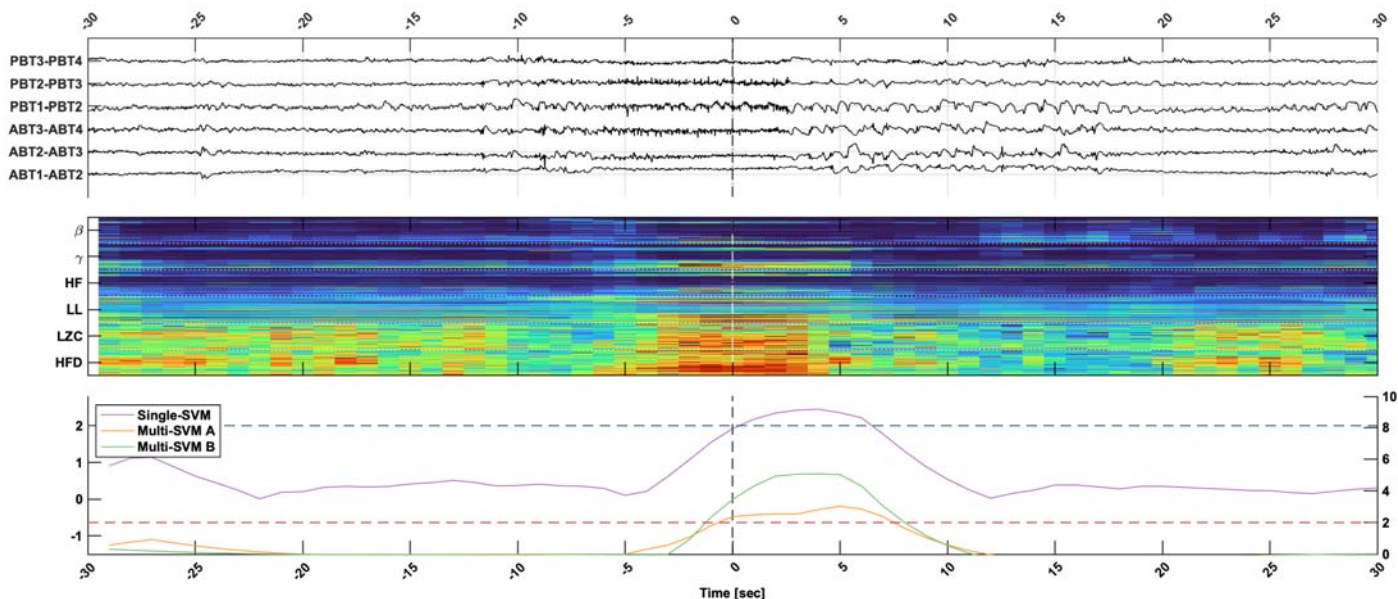 -30 -25 -20 -15 -10 -5 0 5 10 15 20 25 30
PBT3-PBT4
PBT2-PBT3
PBT1-PBT2
ABT3-ABT4
ABT2-ABT3
ABT1-ABT2
β
γ
HF
LL
LZC
HFD
Single-SVM
Multi-SVM A
Multi-SVM B
2
1
0
-1
10
8
6
4
2
0
-30 -25 -20 -15 -10 -5 0 5 10 15 20 25 30
Time [sec]